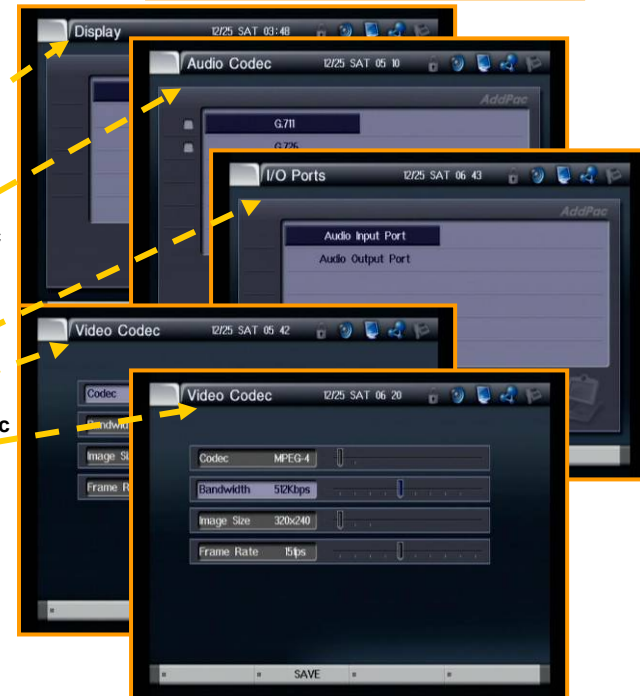 Display 12/25 SAT 03:48
Audio Codec 12/25 SAT 05 10
AddPac
G.711
G.726
I/O Ports 12/25 SAT 06 43
AddPac
Audio Input Port
Audio Output Port
Video Codec 12/25 SAT 05 42
Codec
Bandwid
Image Si
Frame R
c
Video Codec 12/25 SAT 06 20
Codec MPEG-4
Bandwidth 512Kbps
Image Size 320x240
Frame Rate 15fps
SAVE